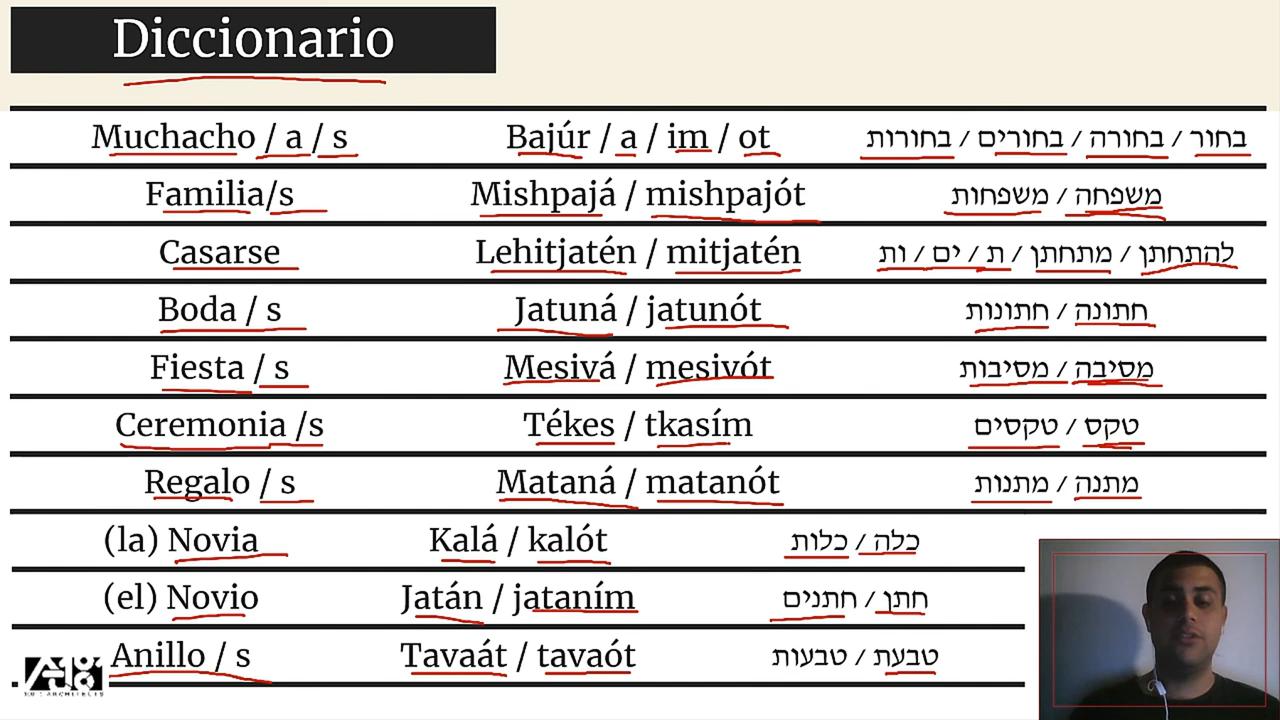 Diccionario
Muchacho / a / s Bajúr / a / im / ot בחור / בחורה / בחורים / בחורות
Familia/s Mishpajá / mishpajót משפחה / משפחות
Casarse Lehitjatén / mitjatén להתחתן / מתחתן / ת / ים / ות
Boda / s Jatuná / jatunót חתונה / חתונות
Fiesta / s Mesivá / mesivót מסיבה / מסיבות
Ceremonia /s Tékes / tkasím טקס / טקסים
Regalo / s Mataná / matanót מתנה / מתנות
(la) Novia Kalá / kalót כלה / כלות
(el) Novio Jatán / jataním חתן / חתנים
Anillo / s Tavaát / tavaót טבעת / טבעות